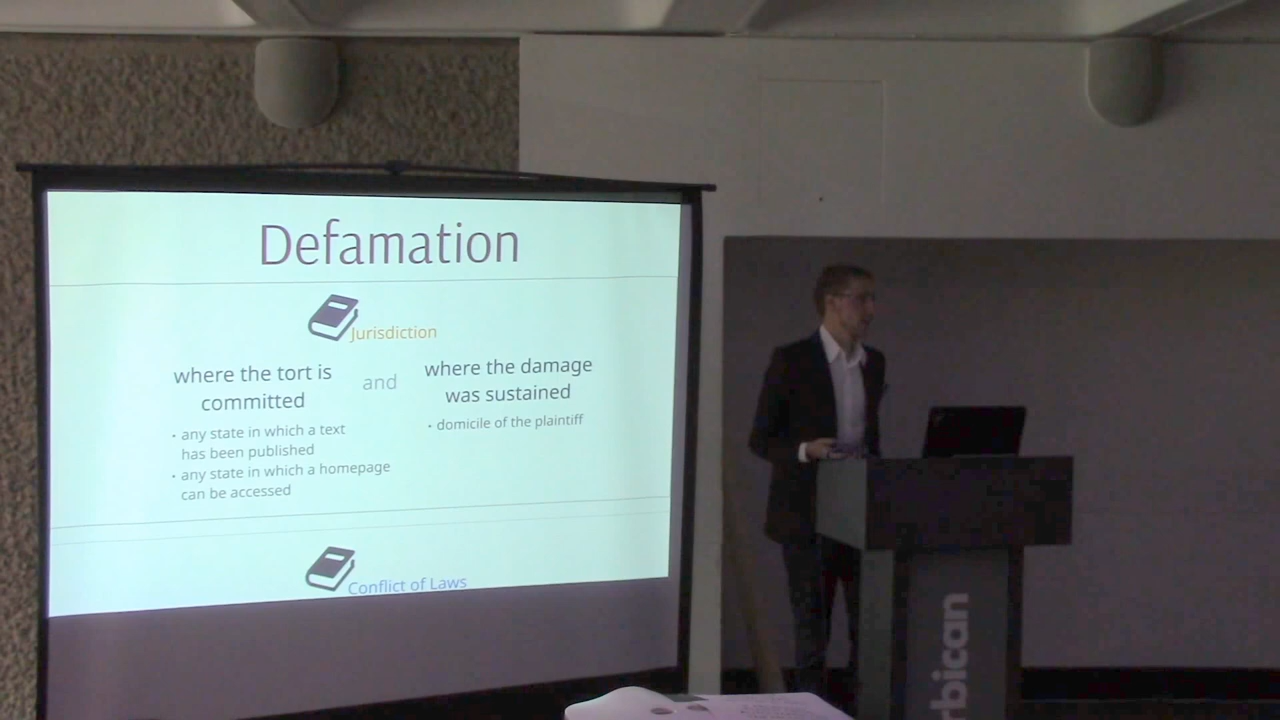 Defamation
Jurisdiction
where the tort is
committed
and
where the damage
was sustained
· any state in which a text
has been published
· any state in which a homepage
can be accessed
· domicile of the plaintiff
Conflict of Laws
rbican